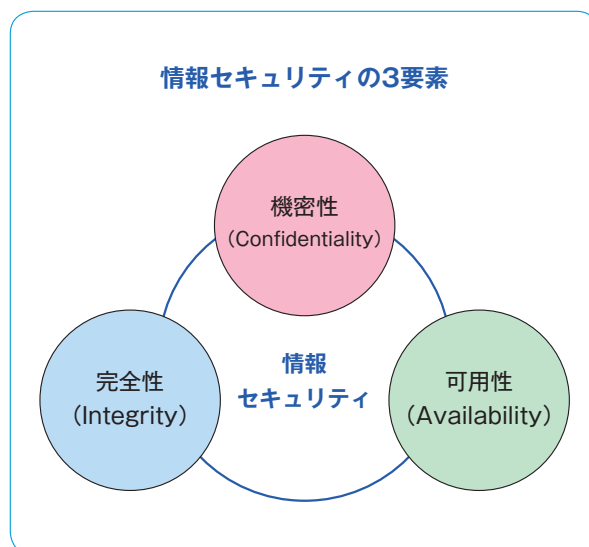 情報セキュリティの3要素
機密性
（Confidentiality）
完全性
（Integrity）
情報
セキュリティ
可用性
（Availability）